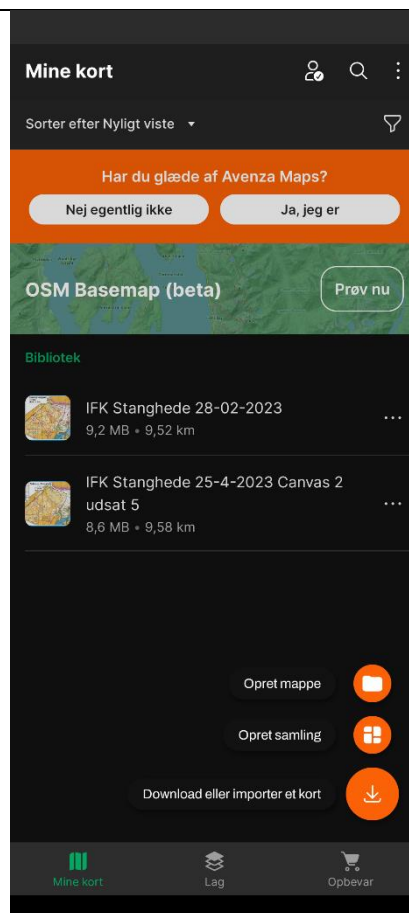 Mine kort
Sorter efter Nyligt viste
Har du glæde af Avenza Maps?
Nej egentlig ikke
Ja, jeg er
OSM Basemap (beta)
Prøv nu
Bibliotek
IFK Stanghede 28-02-2023
9,2 MB • 9,52 km
IFK Stanghede 25-4-2023 Canvas 2
udsat 5
8,6 MB • 9,58 km
Opret mappe
Opret samling
Download eller importer et kort
Mine kort
Lag
Opbevar